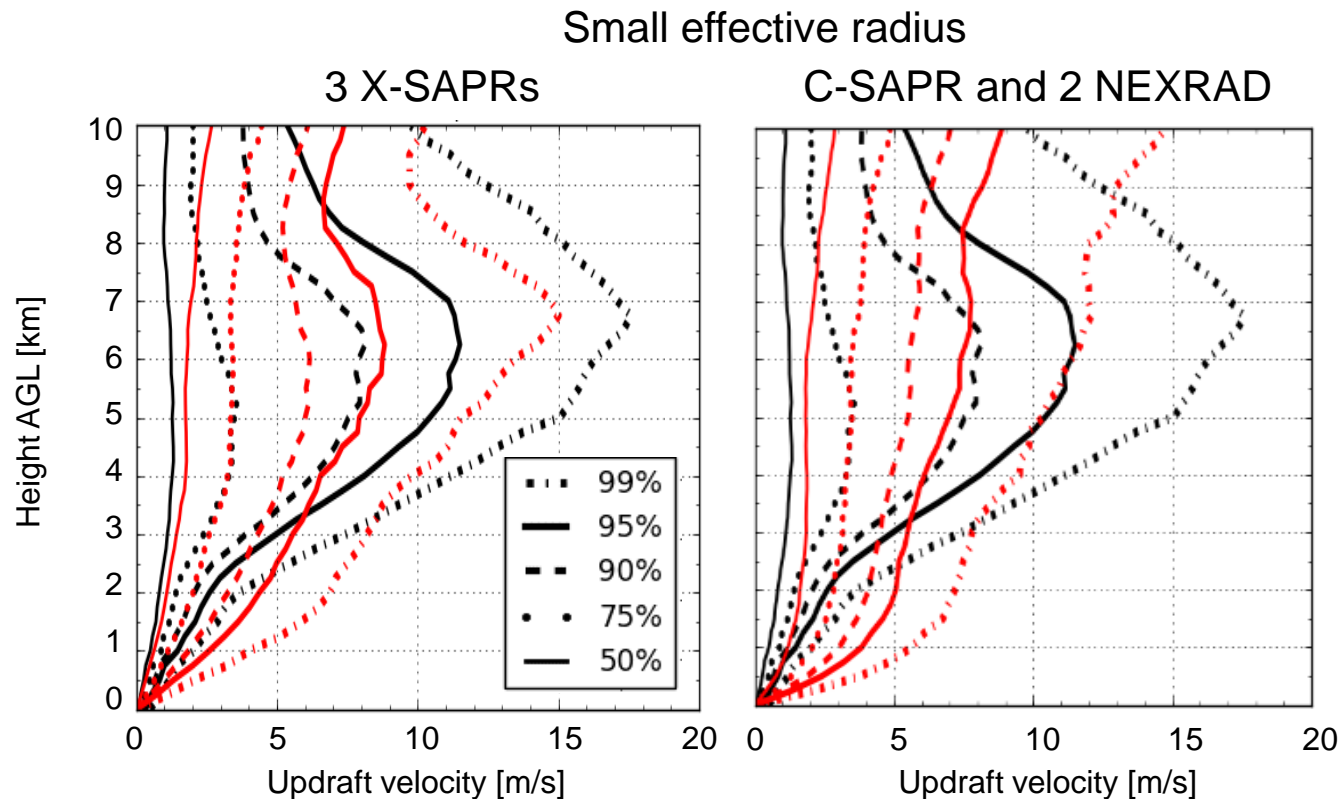 Small effective radius
3 X-SAPRs
C-SAPR and 2 NEXRAD
10
9
8
7
6
5
4
3
2
1
0
Height AGL [km]
99%
95%
90%
75%
50%
0 5 10 15 20
0 5 10 15 20
Updraft velocity [m/s]
Updraft velocity [m/s]